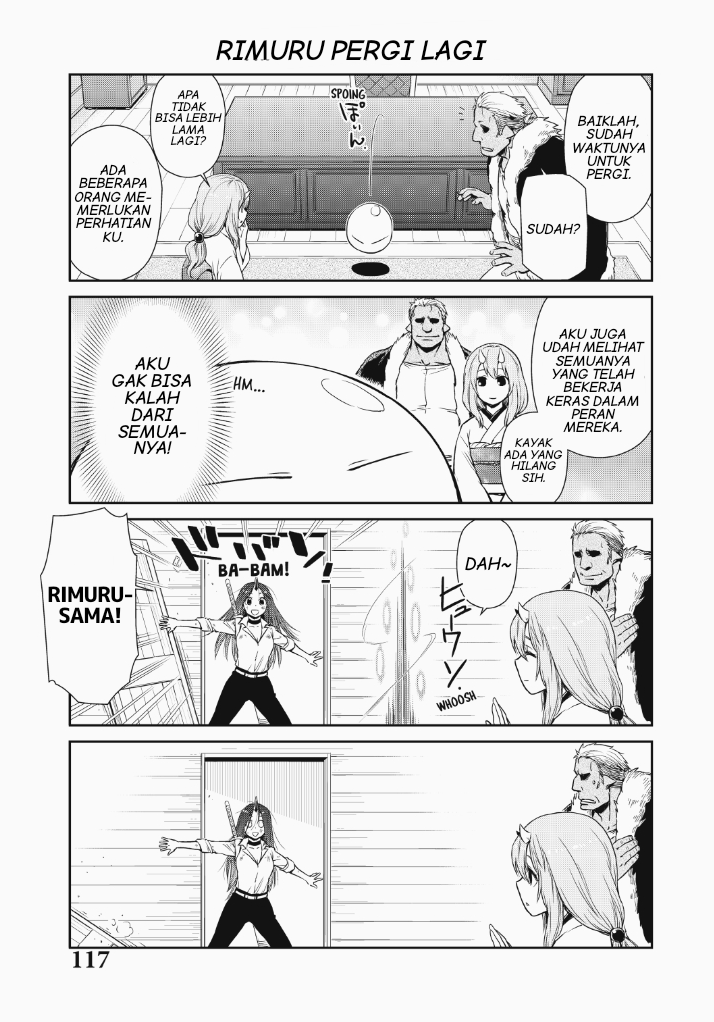 RIMURU PERGI LAGI
BAIKLAH,
SUDAH
WAKTUNYA
UNTUK
PERGI.
SUDAH?
SPOING
ぽぃん。
APA
TIDAK
BISA LEBIH
LAMA
LAGI?
ADA
BEBERAPA
ORANG ME-
MERLUKAN
PERHATIAN
KU.
AKU JUGA
UDAH MELIHAT
SEMUANYA
YANG TELAH
BEKERJA
KERAS DALAM
PERAN
MEREKA.
KAYAK
ADA YANG
HILANG
SIH.
HM...
AKU
GAK BISA
KALAH
DARI
SEMUA-
NYA!
DAH~
ヒューウン。
WHOOSH
ドバン!
BA-BAM!
RIMURU-
SAMA!
117